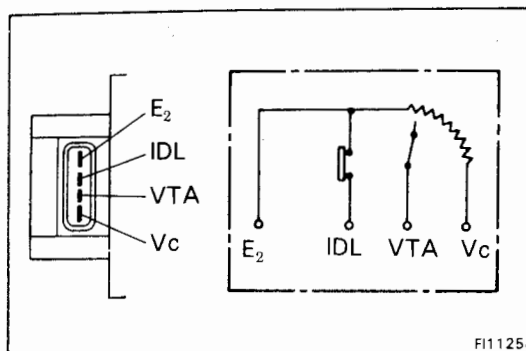 E₂
IDL
VTA
Vc
E₂ IDL VTA Vc
FI1125